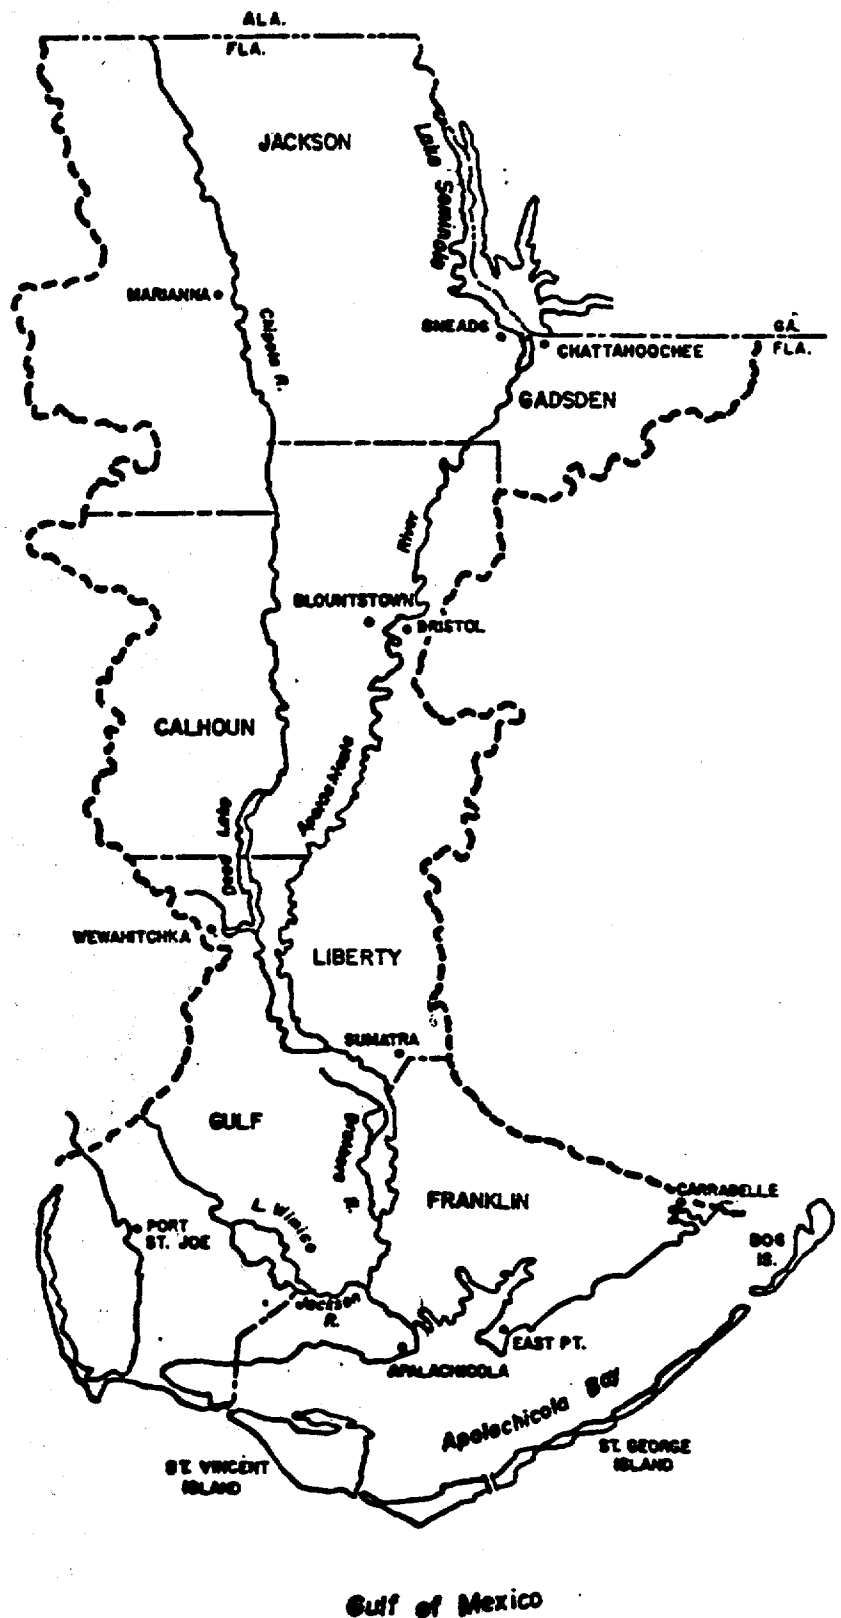 ALA.
FLA.
JACKSON
Lake Seminole
MARIANNA
Chipola R.
SNEADS
GA.
FLA.
CHATTAHOOCHEE
GADSDEN
River
BLOUNTSTOWN
BRISTOL
CALHOUN
Apalachicola
Dead Lake
WEWAHITCHKA
LIBERTY
SUMATRA
GULF
Brothers R.
FRANKLIN
CARRABELLE
L. Wimico
PORT
ST. JOE
DOG
IS.
Jackson
R.
EAST PT.
APALACHICOLA
Apalachicola Bay
ST. GEORGE
ISLAND
ST. VINCENT
ISLAND
Gulf of Mexico